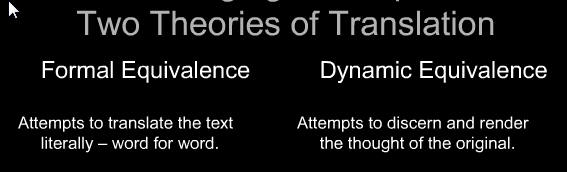 Two Theories of Translation
Formal Equivalence
Dynamic Equivalence
Attempts to translate the text
literally – word for word.
Attempts to discern and render
the thought of the original.